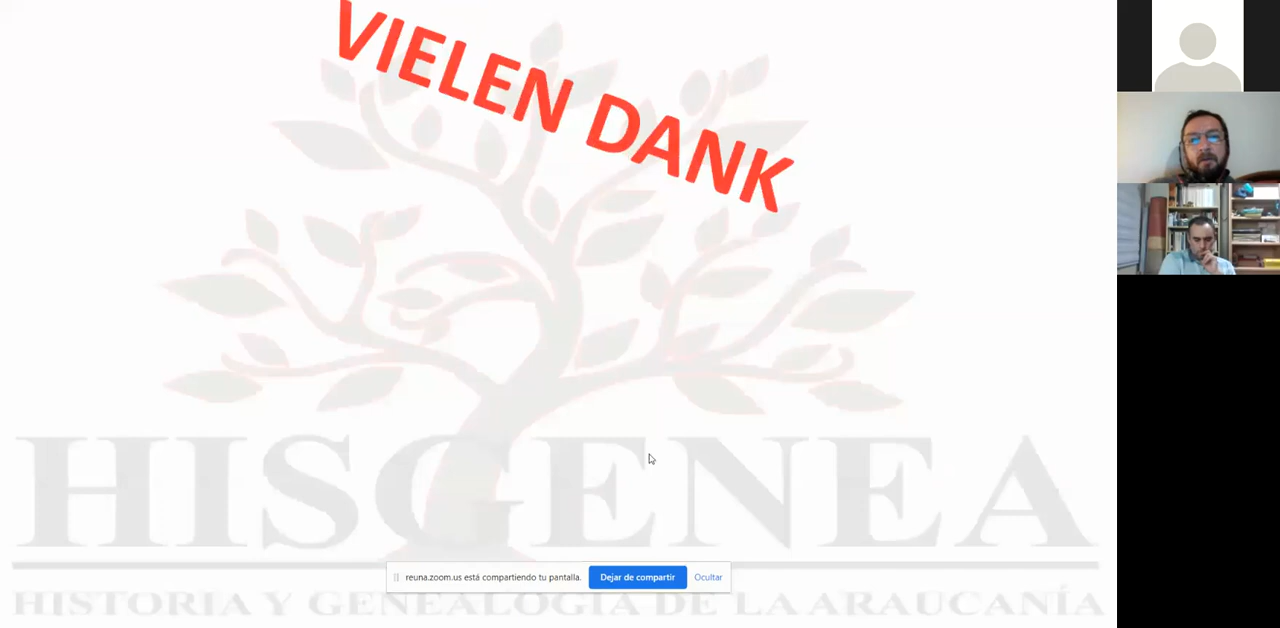 VIELEN DANK
HISGENEA
reuna.zoom.us está compartiendo tu pantalla.
Dejar de compartir
Ocultar
HISTORIA Y GENEALOGÍA DE LA ARAUCANÍA